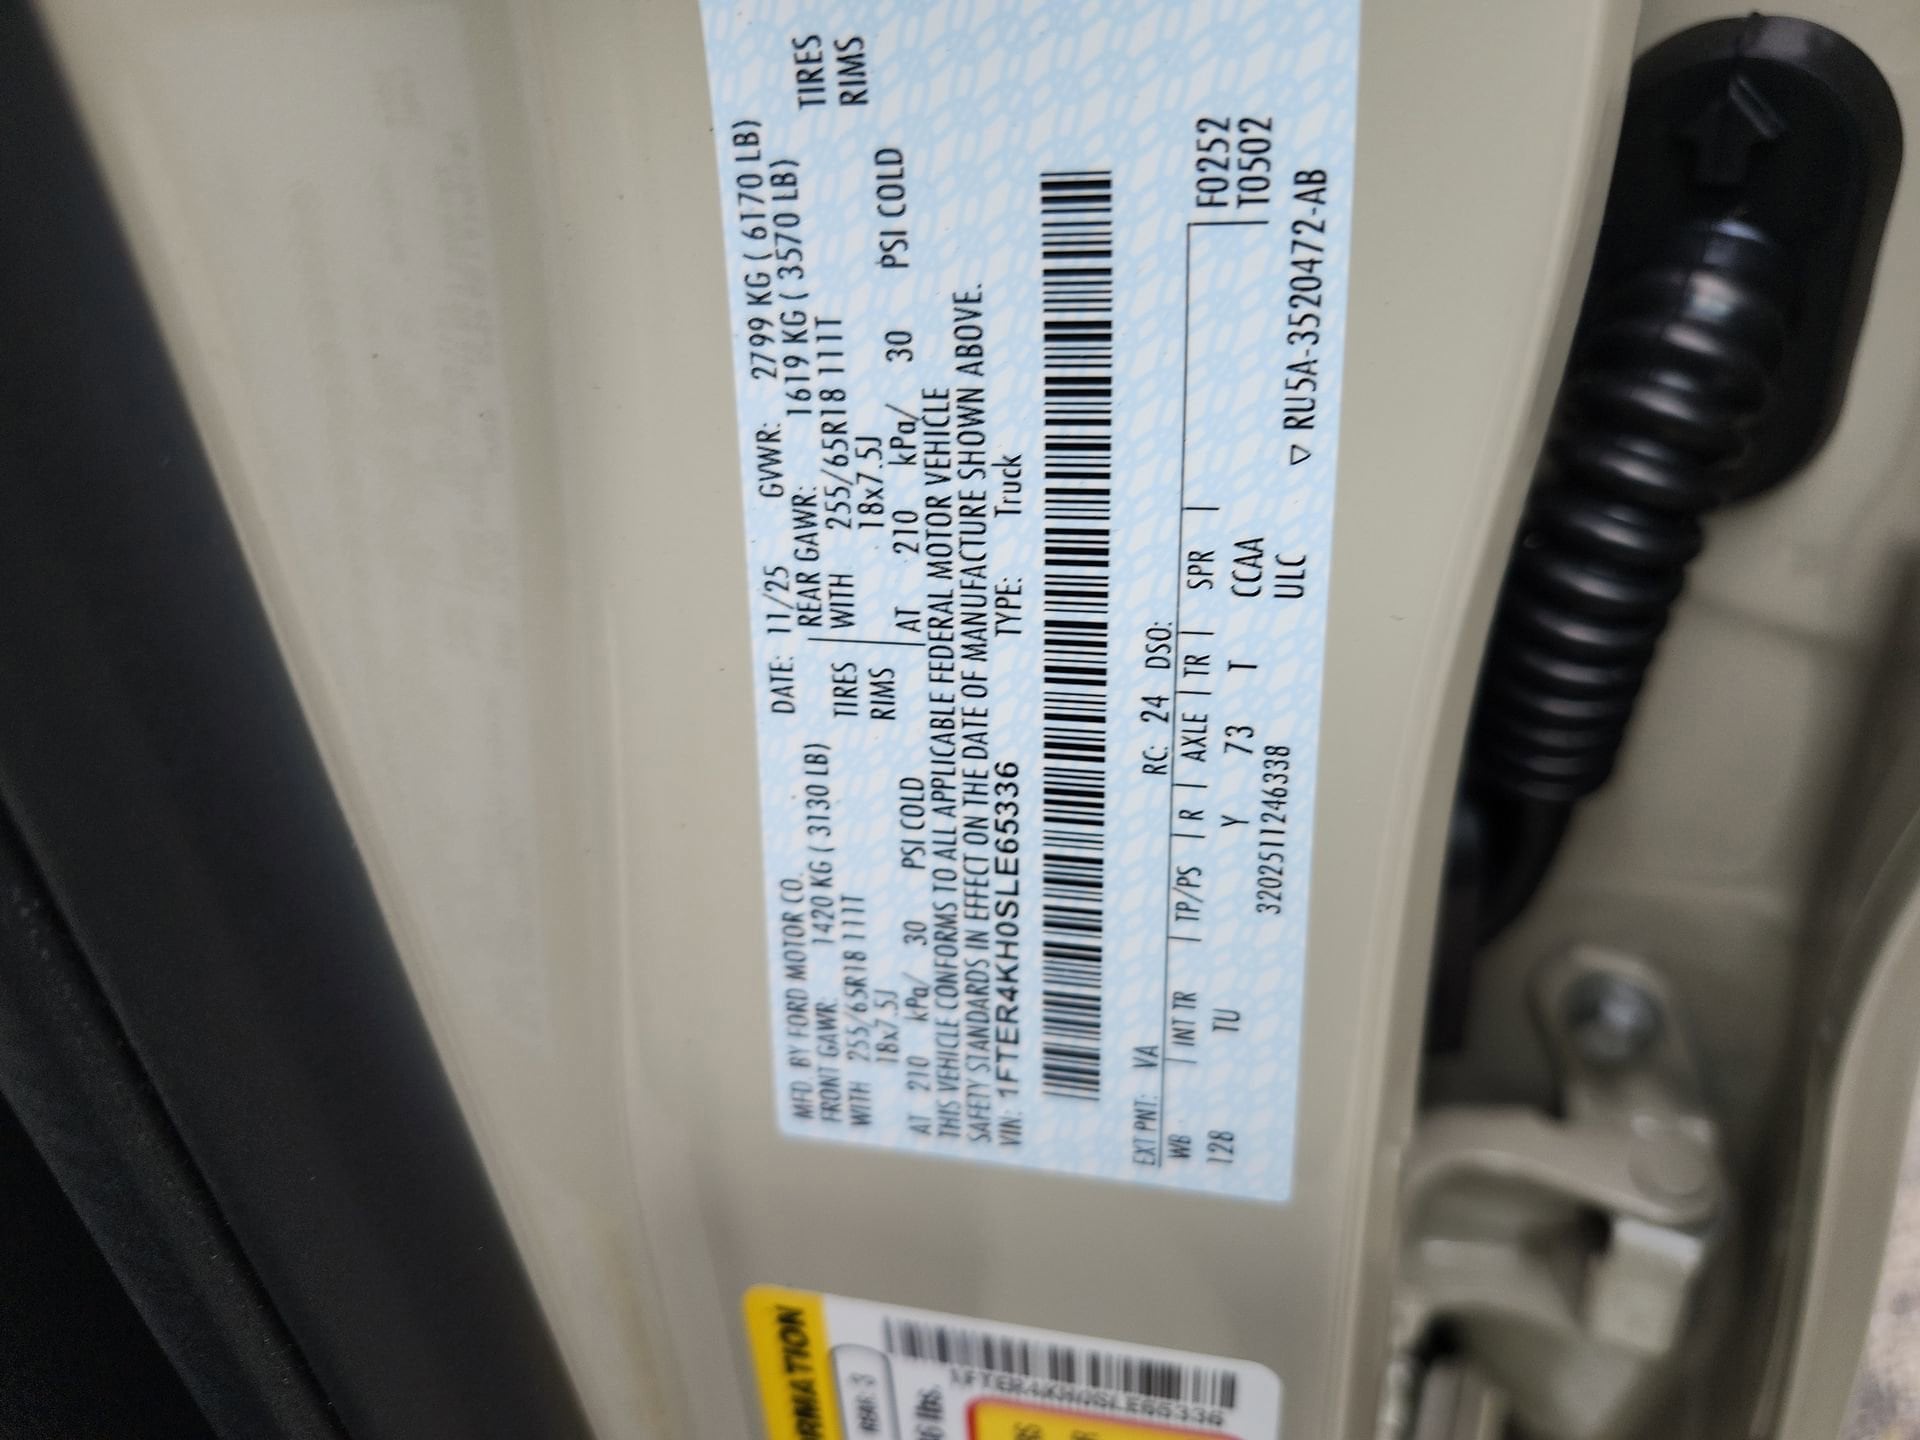 MFD. BY FORD MOTOR CO.
DATE: 11/25 GVWR: 2799 KG ( 6170 LB)
FRONT GAWR: 1420 KG ( 3130 LB) REAR GAWR: 1619 KG ( 3570 LB)
WITH 255/65R18 111T TIRES WITH 255/65R18 111T TIRES
18x7.5J RIMS 18x7.5J RIMS
AT 210 kPa/ 30 PSI COLD AT 210 kPa/ 30 PSI COLD
THIS VEHICLE CONFORMS TO ALL APPLICABLE FEDERAL MOTOR VEHICLE
SAFETY STANDARDS IN EFFECT ON THE DATE OF MANUFACTURE SHOWN ABOVE.
VIN: 1FTER4KH0SLE65336 TYPE: Truck
EXT PNT: VA RC: 24 DSO:
WB INT TR TP/PS R AXLE TR SPR F0252
128 TU Y 73 T CCAA T0502
3202511246338 ULC ▽ RU5A-3520472-AB
ORMATION
REAR: 3
lbs.
1FTER4KH0SLE65336